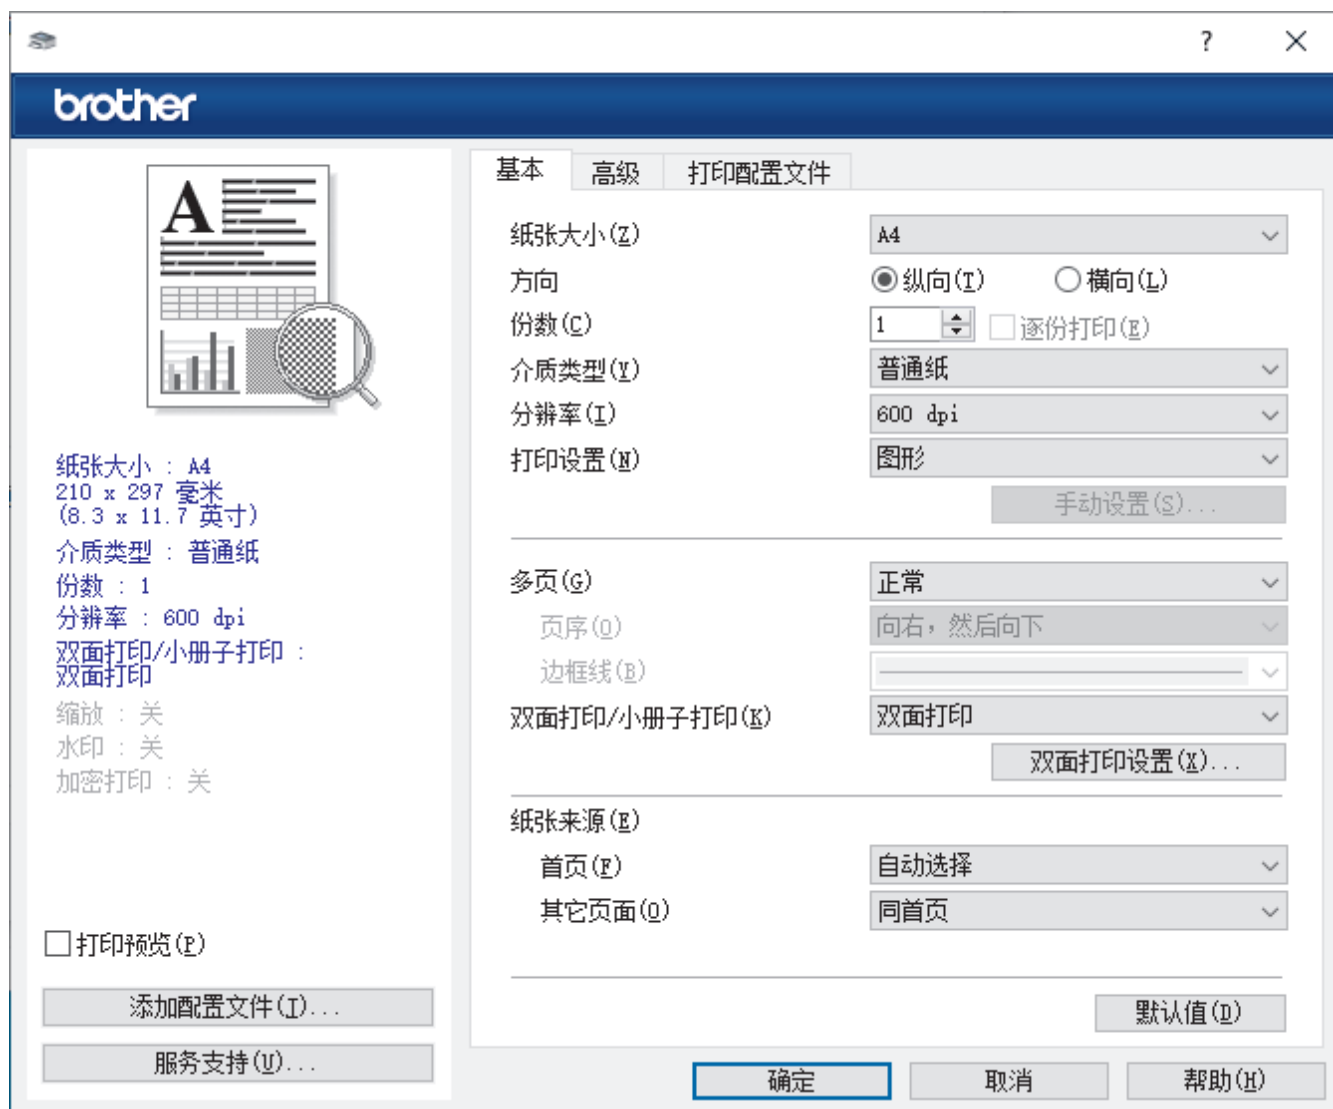 ?
brother
A
纸张大小 : A4
210 x 297 毫米
(8.3 x 11.7 英寸)
介质类型 : 普通纸
份数 : 1
分辨率 : 600 dpi
双面打印/小册子打印 :
双面打印
缩放 : 关
水印 : 关
加密打印 : 关
打印预览(P)
添加配置文件(I)...
服务支持(U)...
基本 高级 打印配置文件
纸张大小(Z) A4
方向 纵向(T) 横向(L)
份数(C) 1 逐份打印(E)
介质类型(Y) 普通纸
分辨率(I) 600 dpi
打印设置(N) 图形
手动设置(S)...
多页(G) 正常
页序(O) 向右，然后向下
边框线(B)
双面打印/小册子打印(K) 双面打印
双面打印设置(X)...
纸张来源(E)
首页(F) 自动选择
其它页面(O) 同首页
默认值(D)
确定 取消 帮助(H)